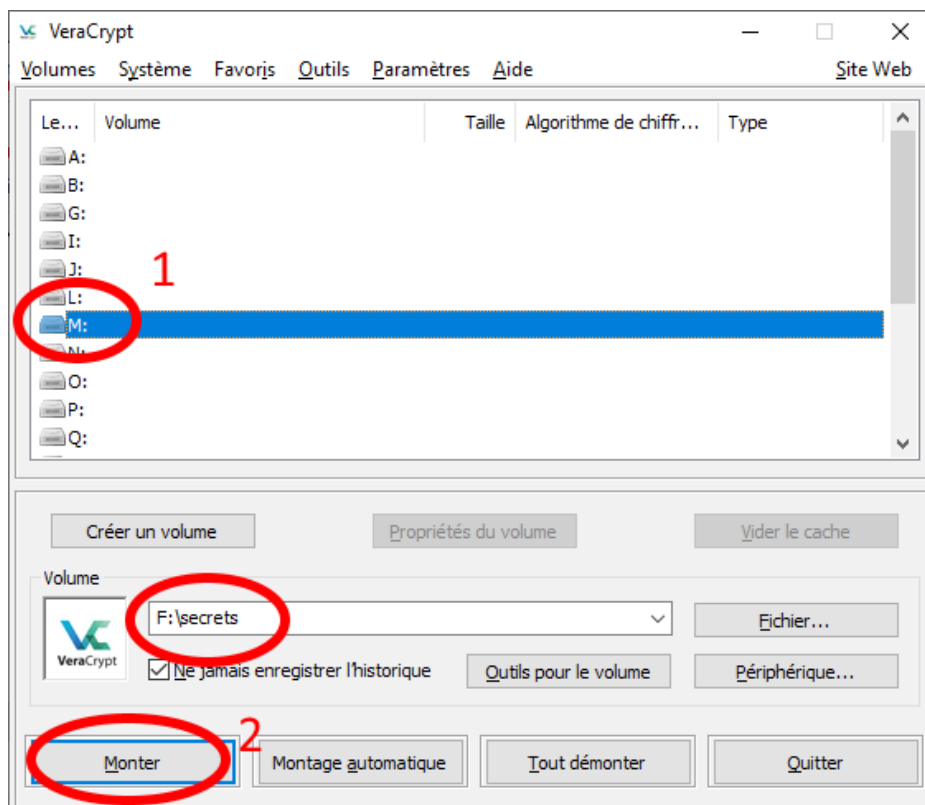 VeraCrypt
Volumes Système Favoris Outils Paramètres Aide Site Web
Le... Volume Taille Algorithme de chiffr... Type
A:
B:
G:
I:
J:
1
L:
M:
N:
O:
P:
Q:
Créer un volume Propriétés du volume Vider le cache
Volume
VeraCrypt
F:\secrets Fichier...
Ne jamais enregistrer l'historique Outils pour le volume Périphérique...
2
Monter Montage automatique Tout démonter Quitter